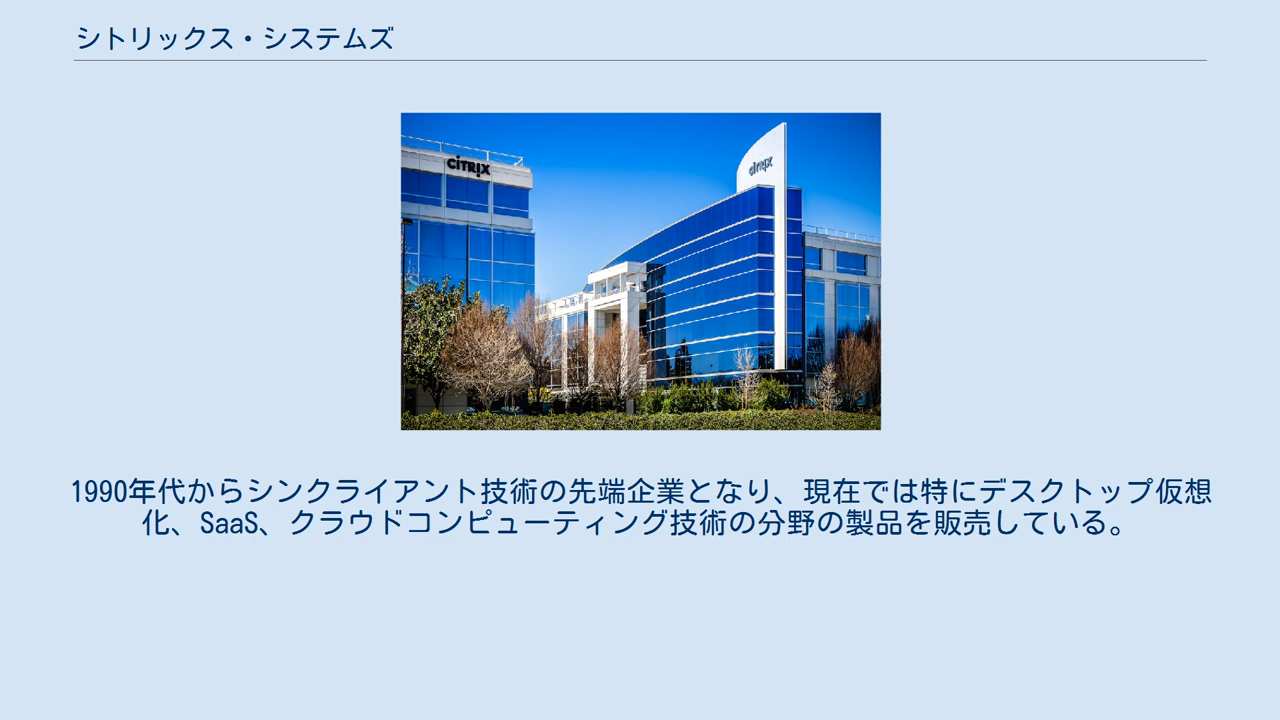 シトリックス・システムズ
CiTRIX
citrix
1990年代からシンクライアント技術の先端企業となり、現在では特にデスクトップ仮想
化、SaaS、クラウドコンピューティング技術の分野の製品を販売している。